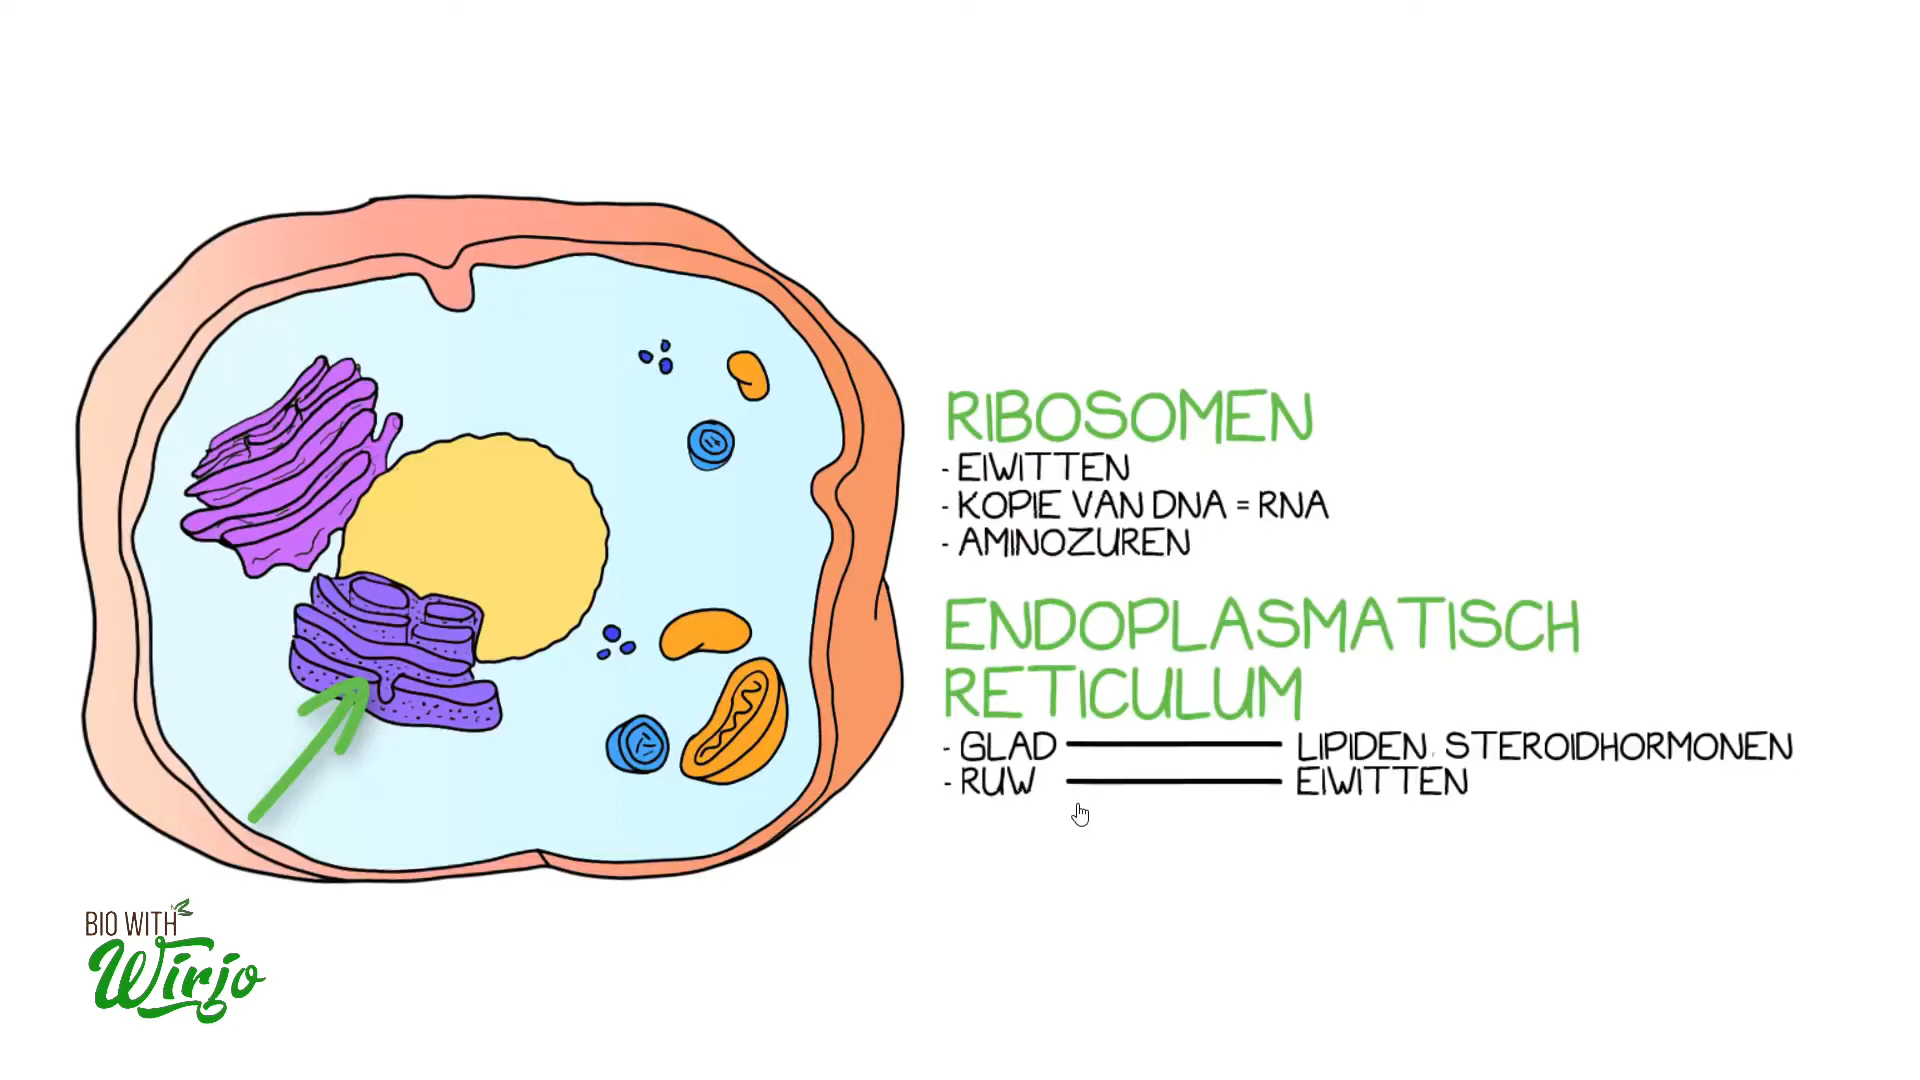 RIBOSOMEN
- EIWITTEN
- KOPIE VAN DNA = RNA
- AMINOZUREN
ENDOPLASMATISCH
RETICULUM
- GLAD LIPIDEN, STEROIDHORMONEN
- RUW EIWITTEN
BIO WITH
Wirjo